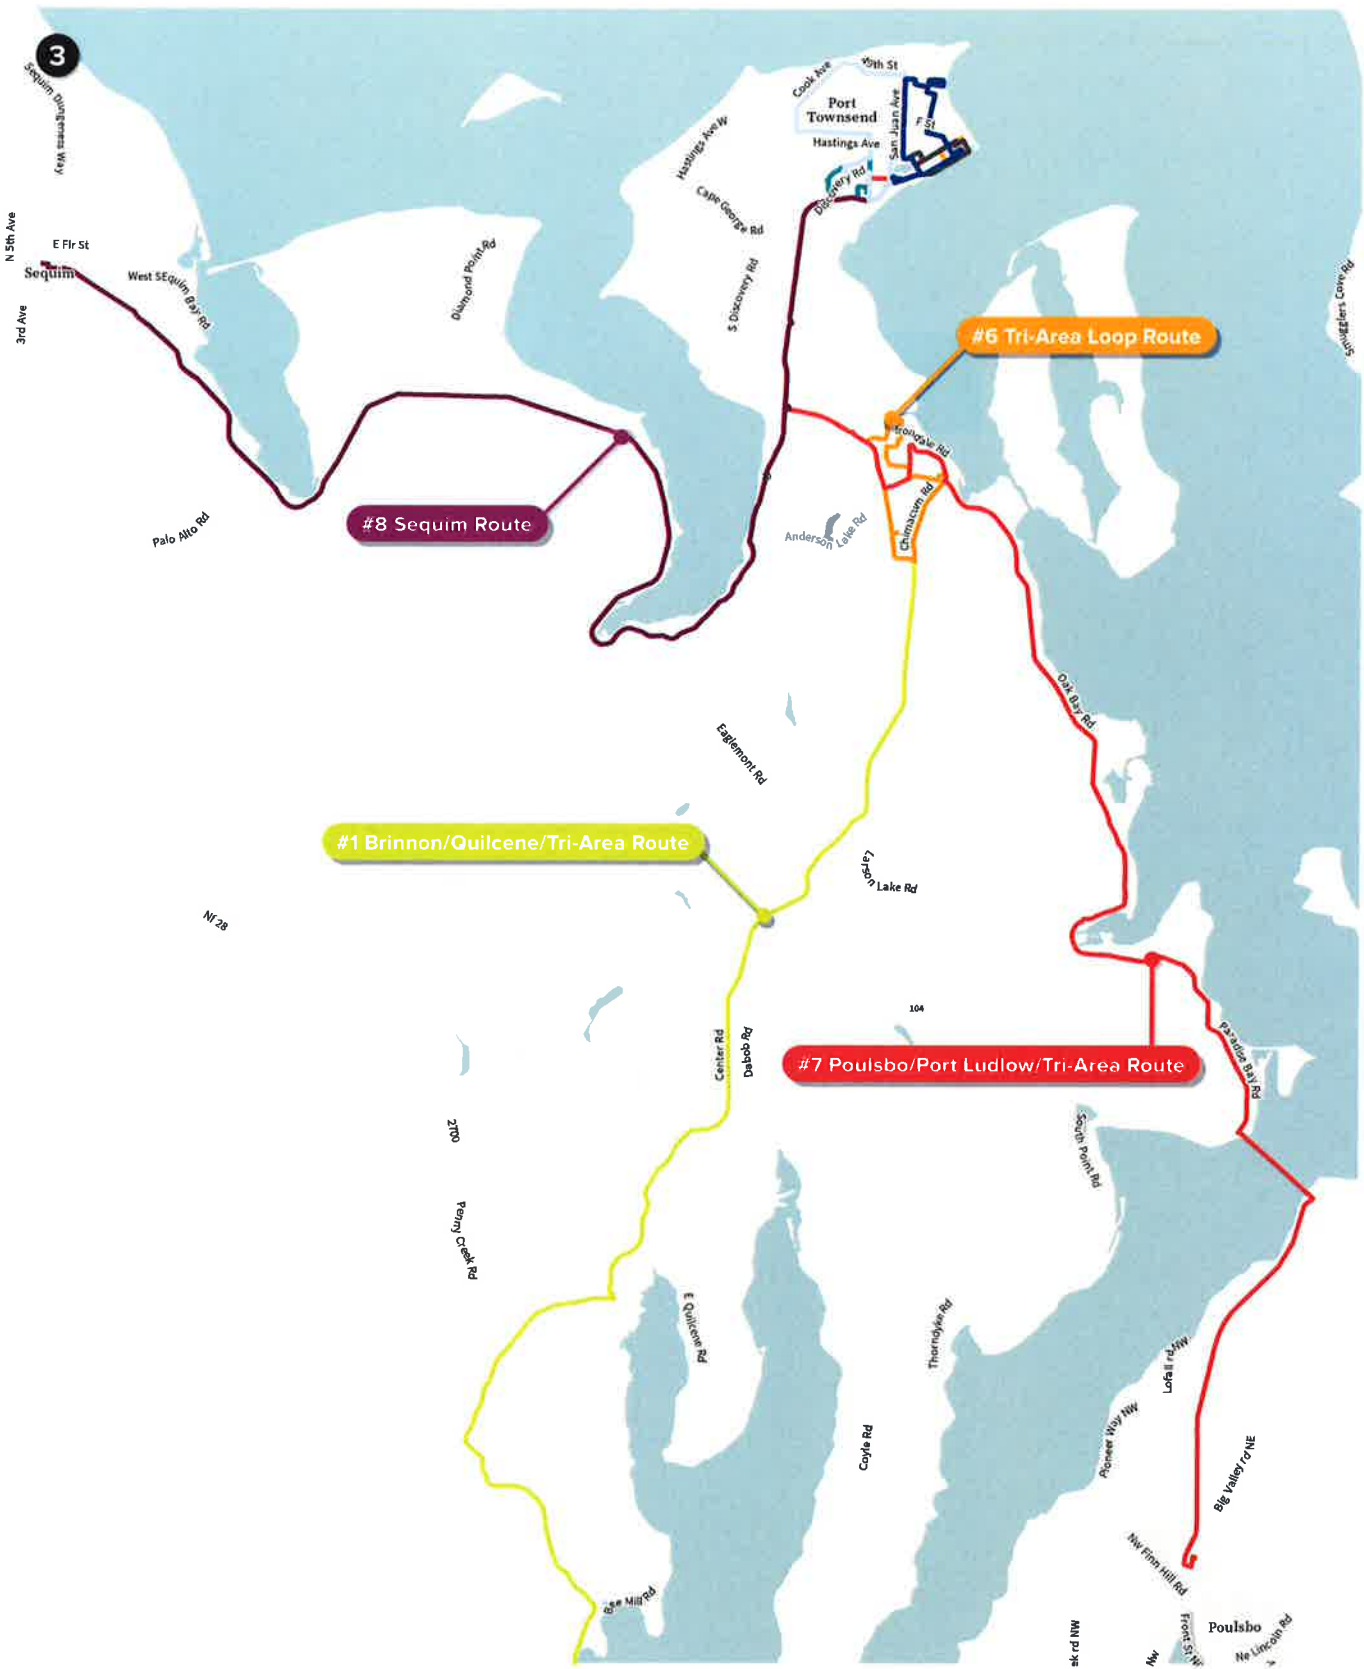 3
Sequim Dungeness Way
N 5th Ave
E FIr St
Sequim
3rd Ave
West SEquim Bay Rd
Diamond Point Rd
Palo Alto Rd
Cook Ave
49th St
Port
Townsend
San Juan Ave
F St
Hastings Ave
Hastings Ave W
Discovery Rd
Cape George Rd
S Discovery Rd
Smugglers Cove Rd
#6 Tri-Area Loop Route
Chimacum Rd
Anderson Lake Rd
#8 Sequim Route
Oak Bay Rd
Eaglemont Rd
#1 Brinnon/Quilcene/Tri-Area Route
Larson Lake Rd
Nf 28
104
Center Rd
Dabob Rd
#7 Poulsbo/Port Ludlow/Tri-Area Route
Paradise Bay Rd
2700
South Point Rd
Penny Creek Rd
E Quilcene Rd
Thorndyke Rd
Lofall rd NW
Pioneer Way NW
Coyle Rd
Big Valley rd NE
Nw Finn Hill Rd
Bee Mill Rd
Poulsbo
Front St
Ne Lincoln Rd
ek rd NW
Nw